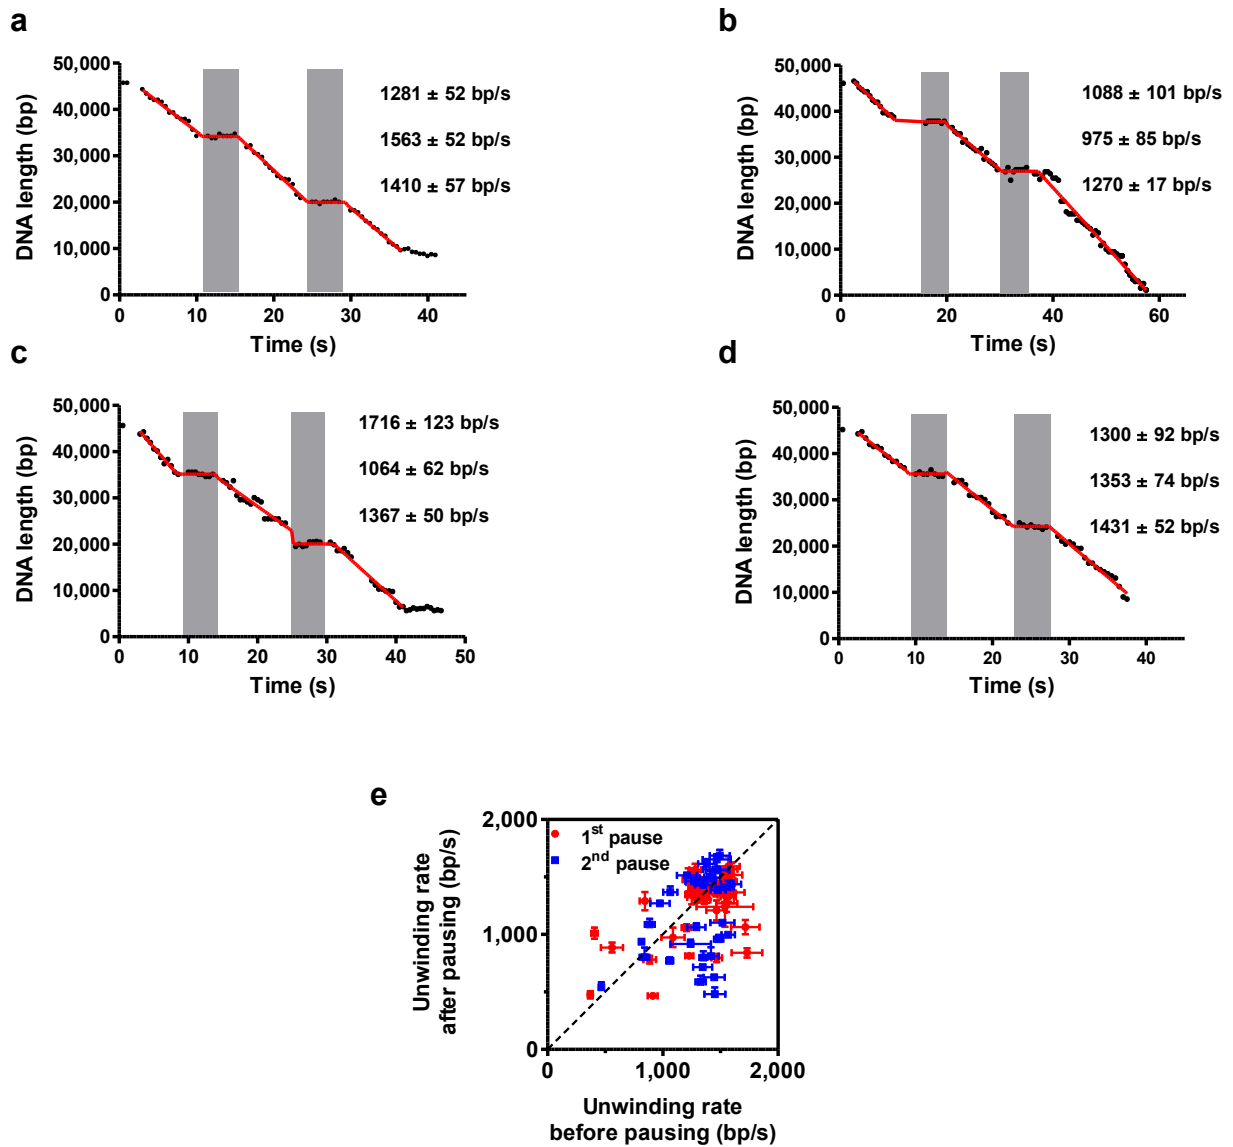 a
50,000
40,000
30,000
20,000
10,000
0
DNA length (bp)
0 10 20 30 40
Time (s)
1281 ± 52 bp/s
1563 ± 52 bp/s
1410 ± 57 bp/s
b
50,000
40,000
30,000
20,000
10,000
0
DNA length (bp)
0 20 40 60
Time (s)
1088 ± 101 bp/s
975 ± 85 bp/s
1270 ± 17 bp/s
c
50,000
40,000
30,000
20,000
10,000
0
DNA length (bp)
0 10 20 30 40 50
Time (s)
1716 ± 123 bp/s
1064 ± 62 bp/s
1367 ± 50 bp/s
d
50,000
40,000
30,000
20,000
10,000
0
DNA length (bp)
0 10 20 30 40
Time (s)
1300 ± 92 bp/s
1353 ± 74 bp/s
1431 ± 52 bp/s
e
2,000
1,000
0
Unwinding rate
after pausing (bp/s)
1st pause
2nd pause
0 1,000 2,000
Unwinding rate
before pausing (bp/s)